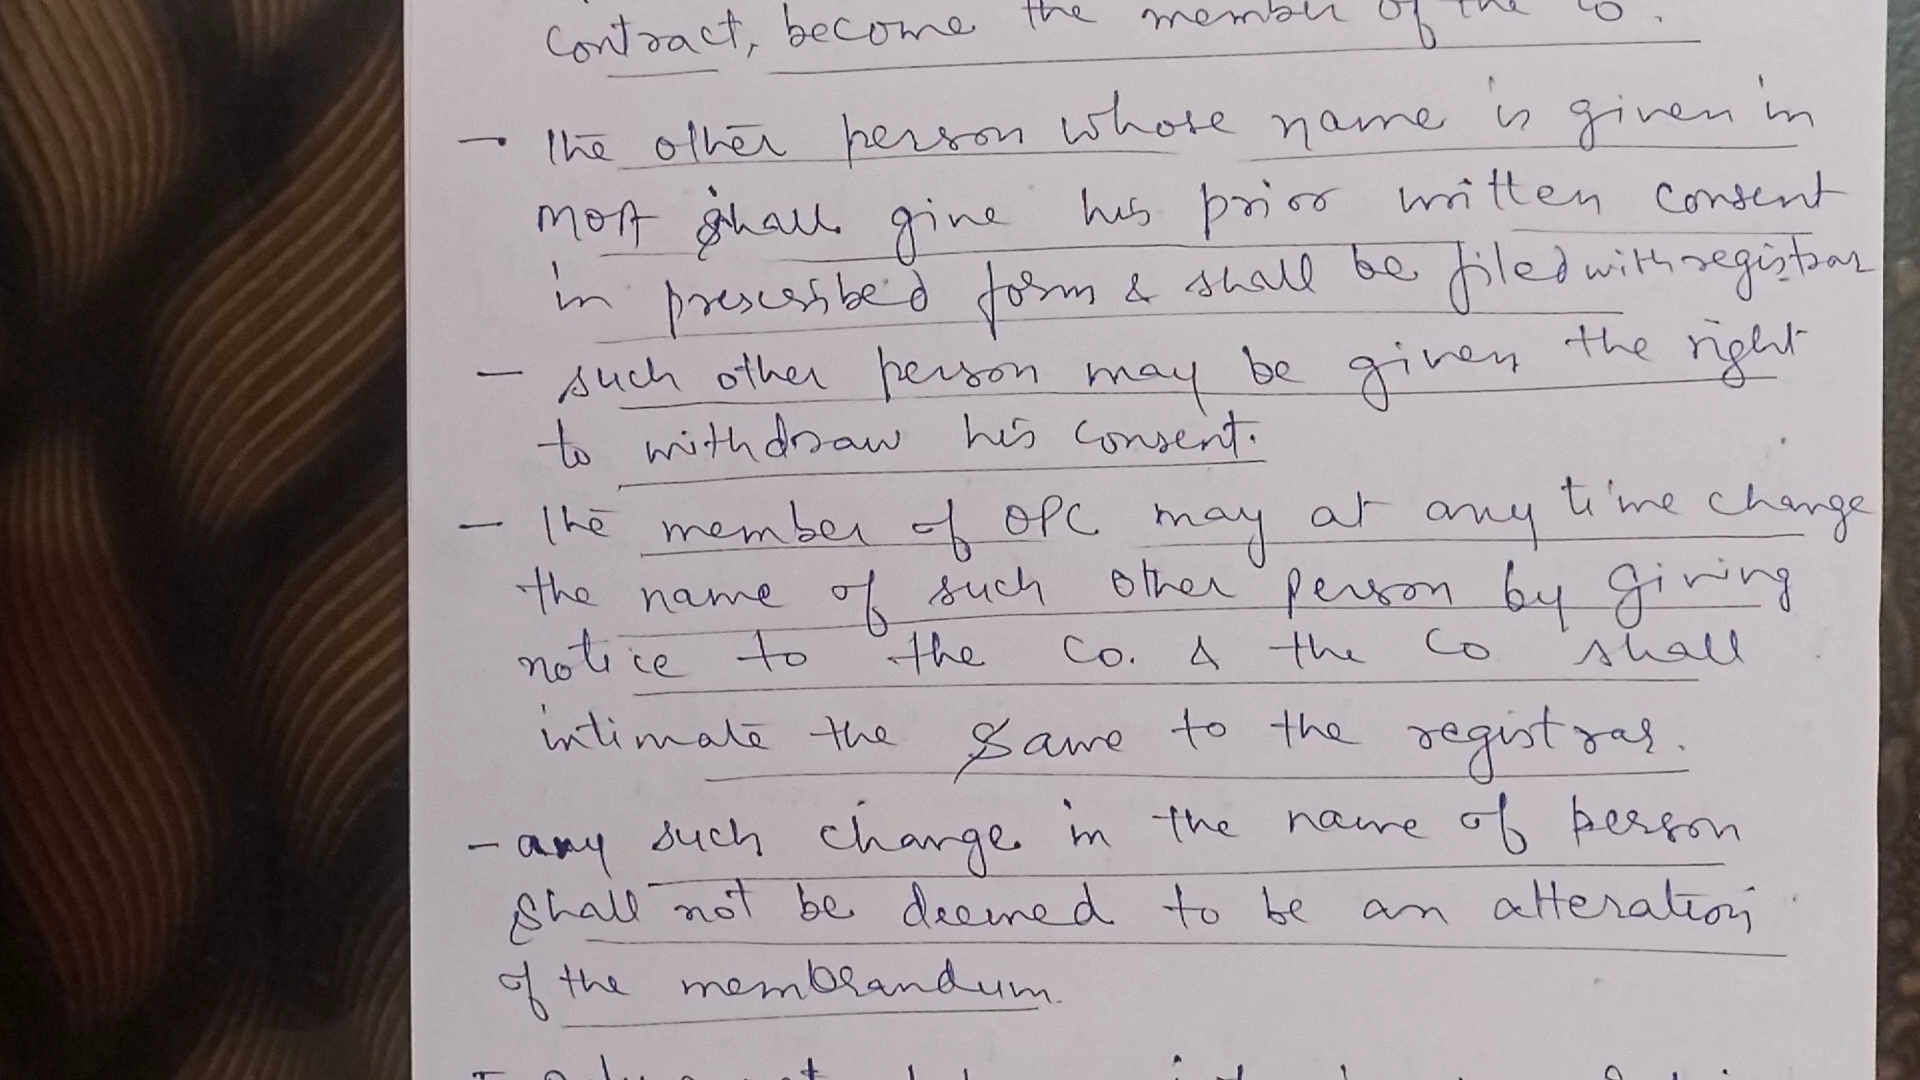 contract, become the member of the co.
- The other person whose name is given in
MOA shall give his prior written consent
in prescribed form & shall be filed with registrar
- such other person may be given the right
to withdraw his consent.
- The member of OPC may at any time change
the name of such other person by giving
notice to the co. & the co shall
intimate the same to the registrar.
- any such change in the name of person
shall not be deemed to be an alteration
of the memorandum.